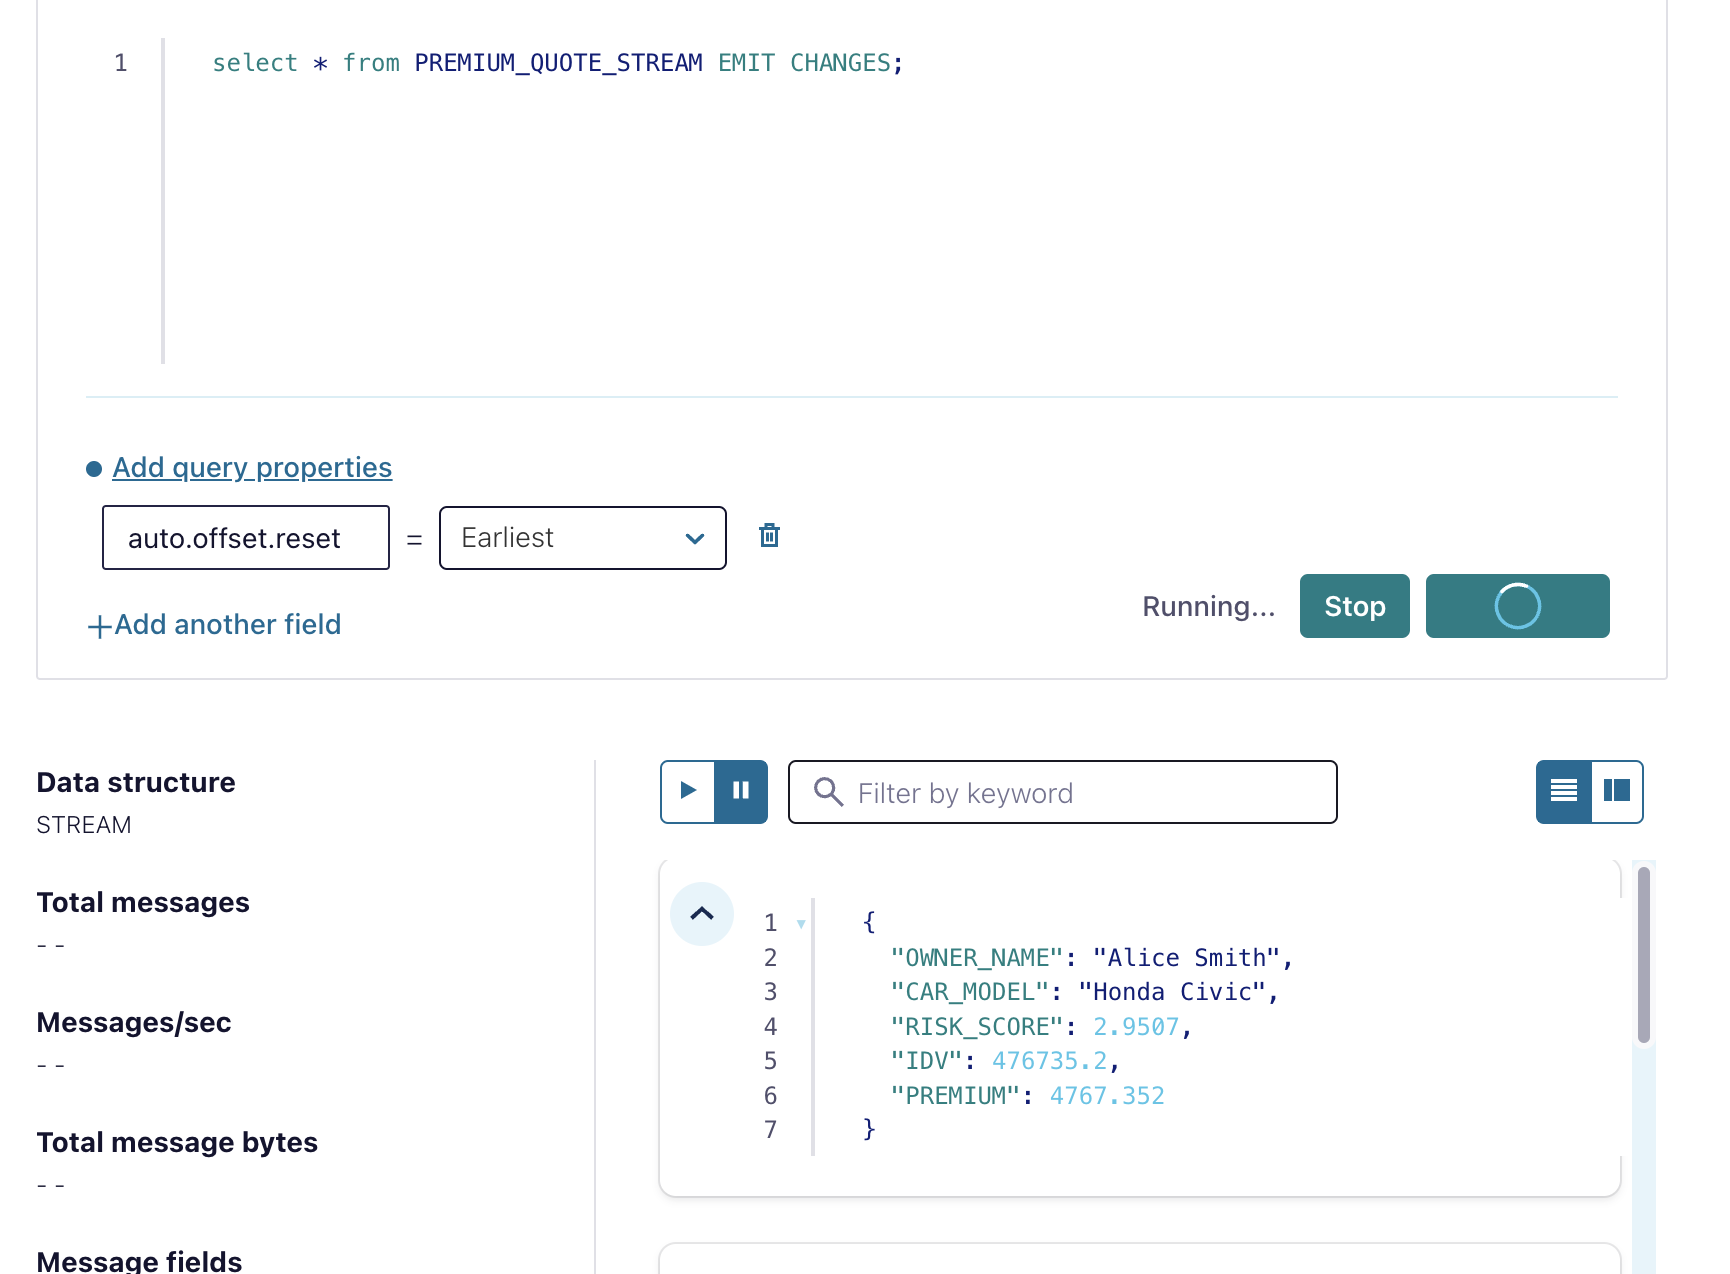 1 select * from PREMIUM_QUOTE_STREAM EMIT CHANGES;
Add query properties
auto.offset.reset = Earliest
+Add another field
Running... Stop
Data structure
STREAM
Total messages
--
Messages/sec
--
Total message bytes
--
Message fields
Filter by keyword
1 {
2 "OWNER_NAME": "Alice Smith",
3 "CAR_MODEL": "Honda Civic",
4 "RISK_SCORE": 2.9507,
5 "IDV": 476735.2,
6 "PREMIUM": 4767.352
7 }